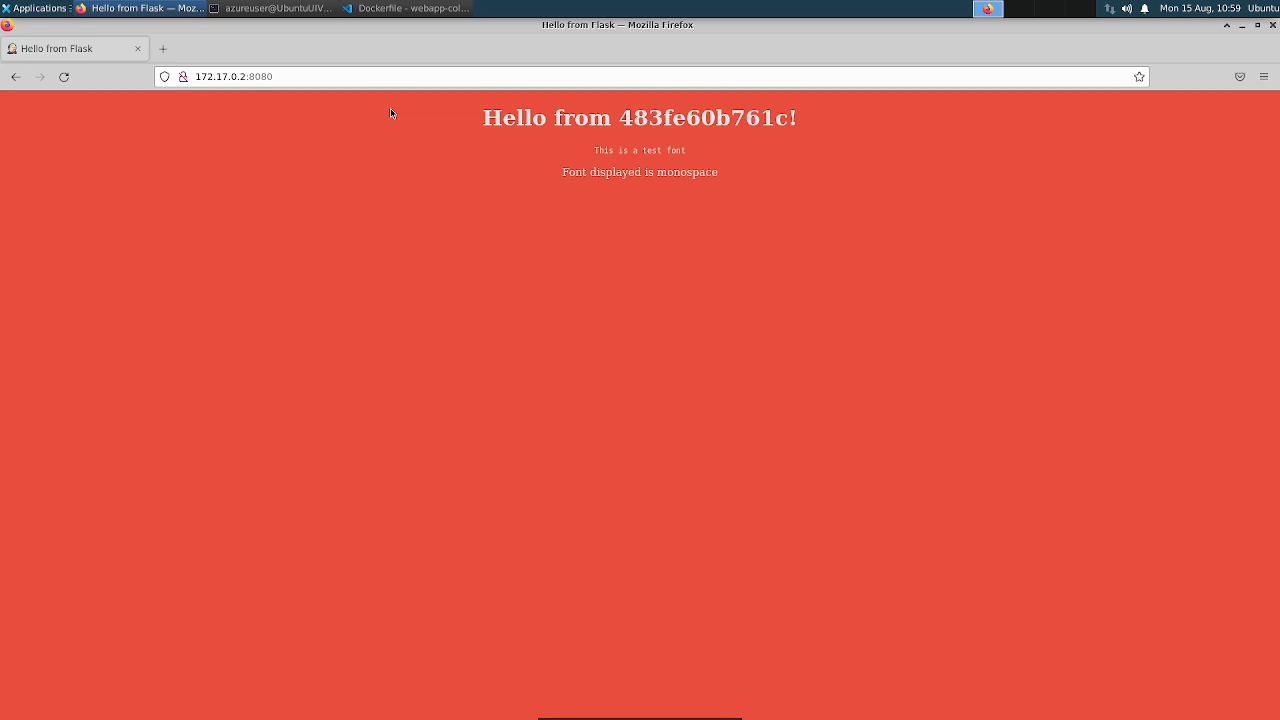 Applications
Hello from Flask — Moz...
azureuser@UbuntuUIV...
Dockerfile - webapp-col...
Mon 15 Aug, 10:59
Ubuntu
Hello from Flask — Mozilla Firefox
Hello from Flask
172.17.0.2:8080
Hello from 483fe60b761c!
This is a test font
Font displayed is monospace